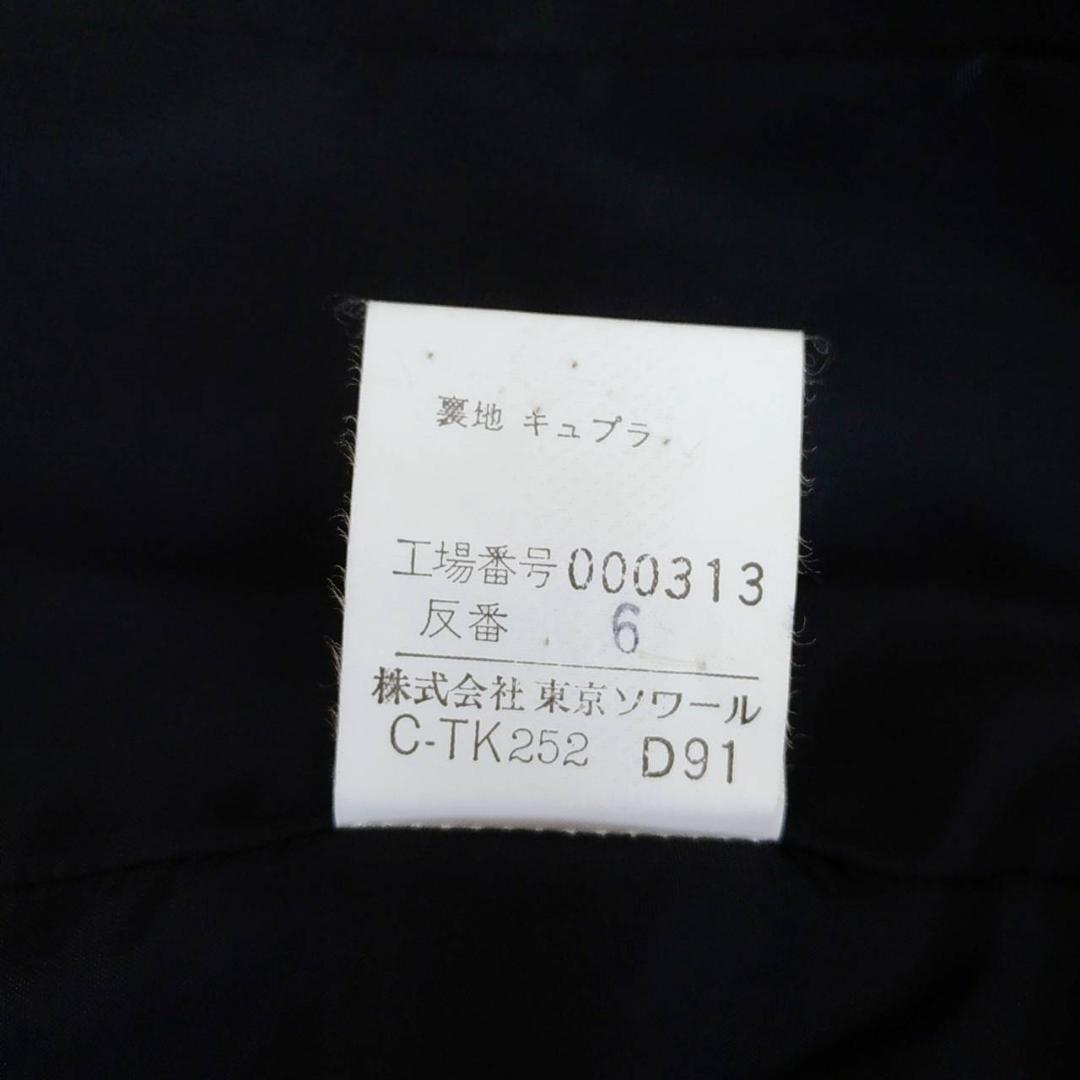 裏地 キュプラ
工場番号000313
反番 6
株式会社 東京ソワール
C-TK252 D91